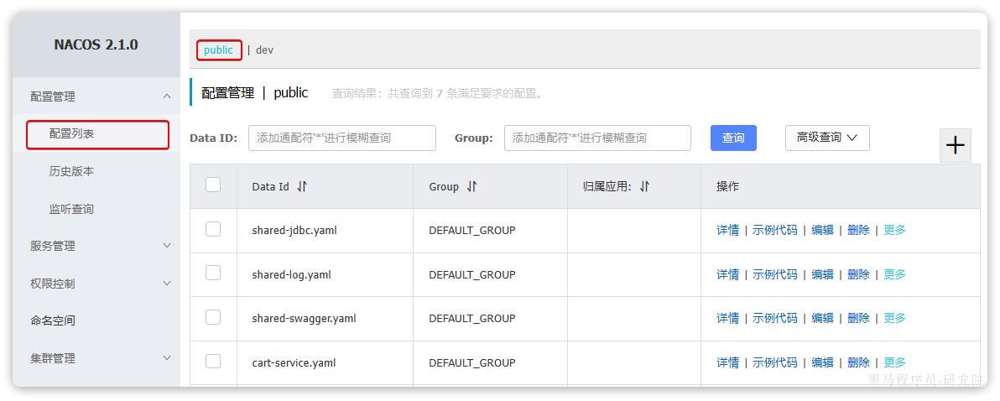 NACOS 2.1.0
public | dev
配置管理
配置管理 | public 查询结果：共查询到 7 条满足要求的配置。
配置列表
Data ID: 添加通配符'*'进行模糊查询 Group: 添加通配符'*'进行模糊查询 查询 高级查询
历史版本
Data Id Group 归属应用: 操作
监听查询
shared-jdbc.yaml DEFAULT_GROUP 详情 | 示例代码 | 编辑 | 删除 | 更多
服务管理
shared-log.yaml DEFAULT_GROUP 详情 | 示例代码 | 编辑 | 删除 | 更多
权限控制
shared-swagger.yaml DEFAULT_GROUP 详情 | 示例代码 | 编辑 | 删除 | 更多
命名空间
cart-service.yaml DEFAULT_GROUP 详情 | 示例代码 | 编辑 | 删除 | 更多
集群管理
黑马程序员-研究院